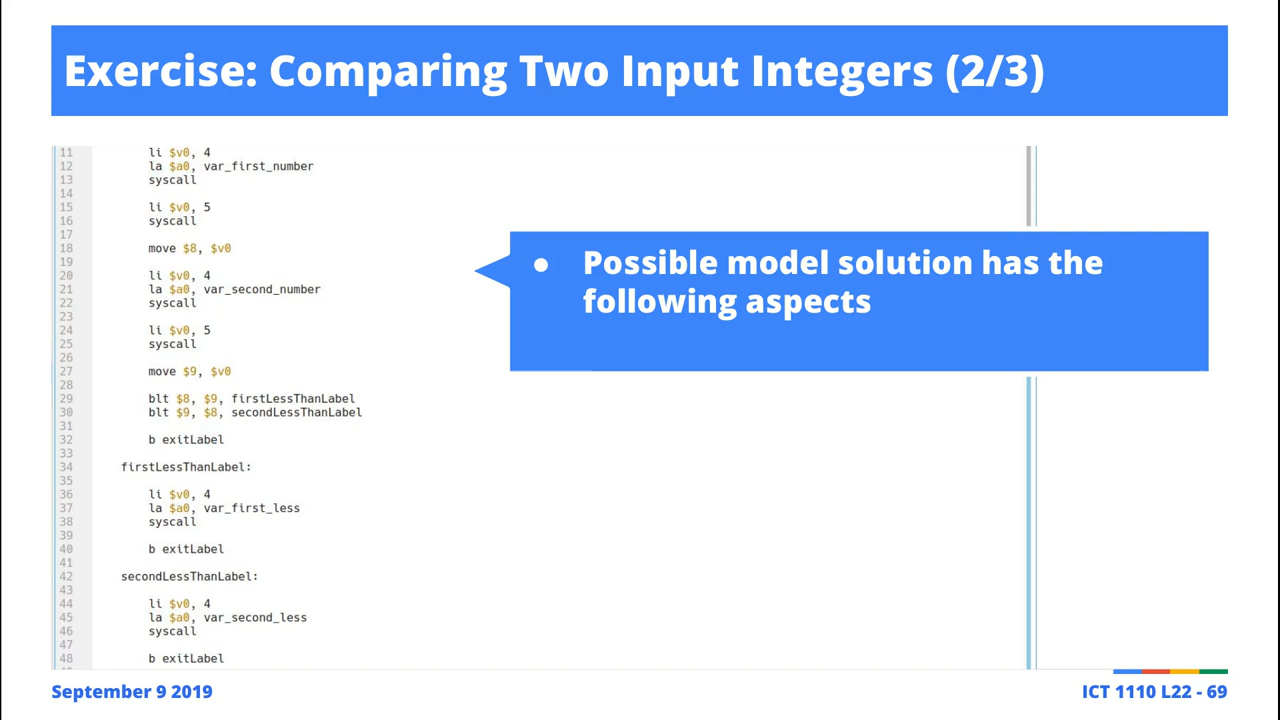 Exercise: Comparing Two Input Integers (2/3)
11 li $v0, 4
12 la $a0, var_first_number
13 syscall
14
15 li $v0, 5
16 syscall
17
18 move $8, $v0
19
20 li $v0, 4
21 la $a0, var_second_number
22 syscall
23
24 li $v0, 5
25 syscall
26
27 move $9, $v0
28
29 blt $8, $9, firstLessThanLabel
30 blt $9, $8, secondLessThanLabel
31
32 b exitLabel
33
34 firstLessThanLabel:
35
36 li $v0, 4
37 la $a0, var_first_less
38 syscall
39
40 b exitLabel
41
42 secondLessThanLabel:
43
44 li $v0, 4
45 la $a0, var_second_less
46 syscall
47
48 b exitLabel
● Possible model solution has the
following aspects
September 9 2019
ICT 1110 L22 - 69